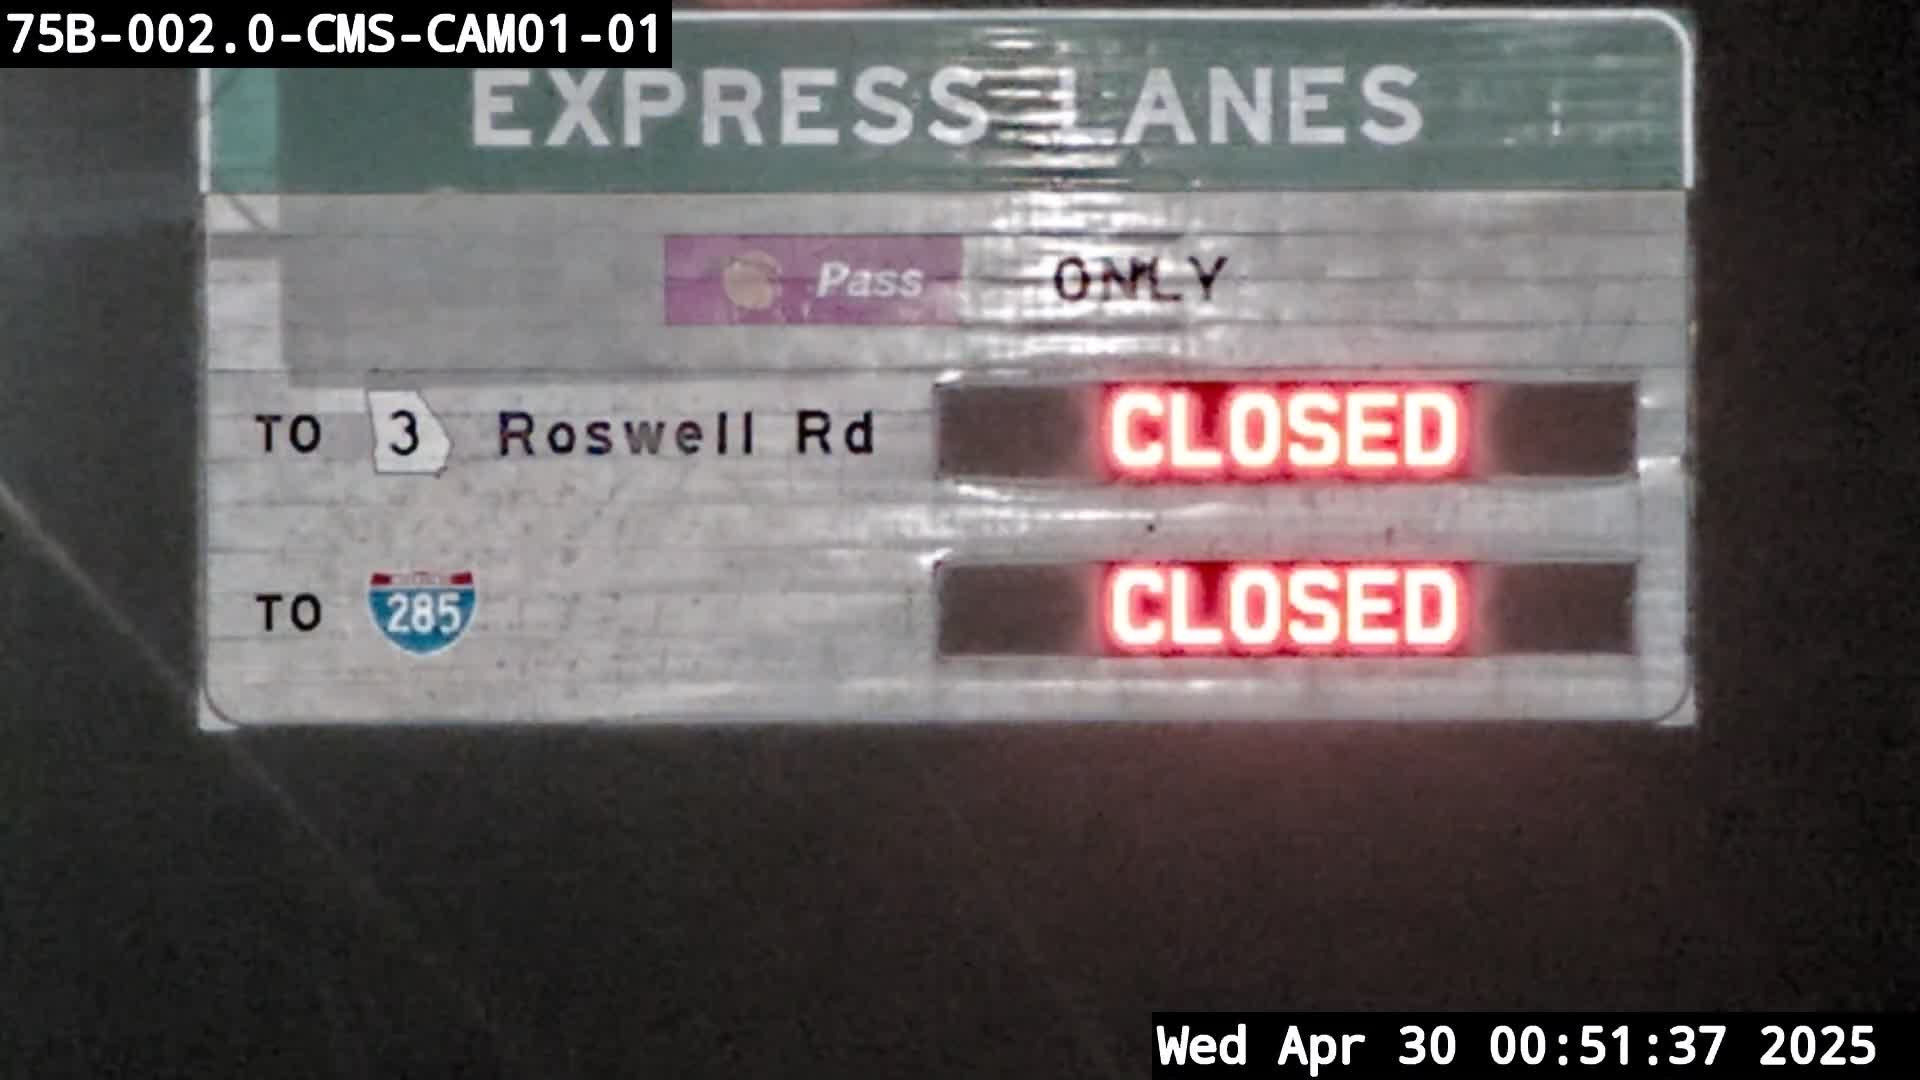 75B-002.0-CMS-CAM01-01
EXPRESS LANES
Pass ONLY
TO 3 Roswell Rd CLOSED
TO 285 CLOSED
Wed Apr 30 00:51:37 2025